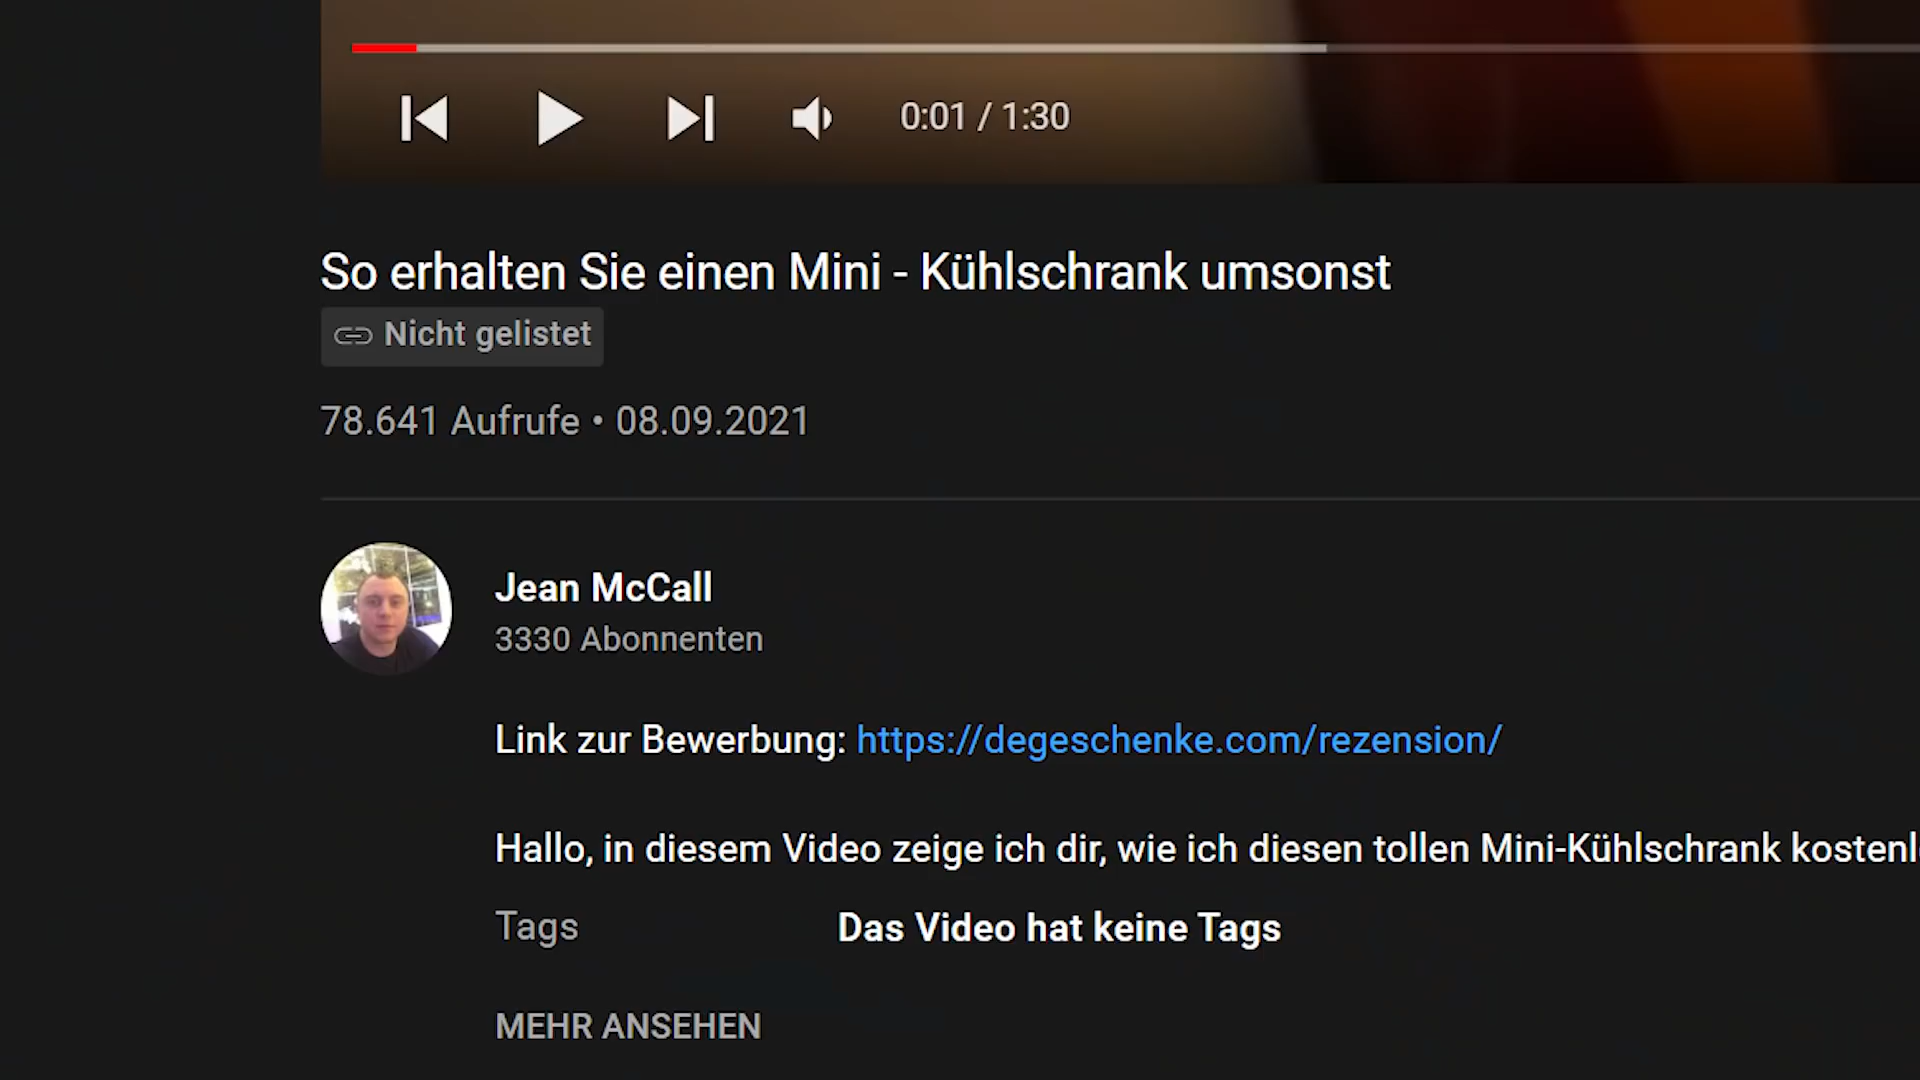 0:01 / 1:30
So erhalten Sie einen Mini - Kühlschrank umsonst
Nicht gelistet
78.641 Aufrufe • 08.09.2021
Jean McCall
3330 Abonnenten
Link zur Bewerbung: https://degeschenke.com/rezension/
Hallo, in diesem Video zeige ich dir, wie ich diesen tollen Mini-Kühlschrank kostenl
Tags Das Video hat keine Tags
MEHR ANSEHEN